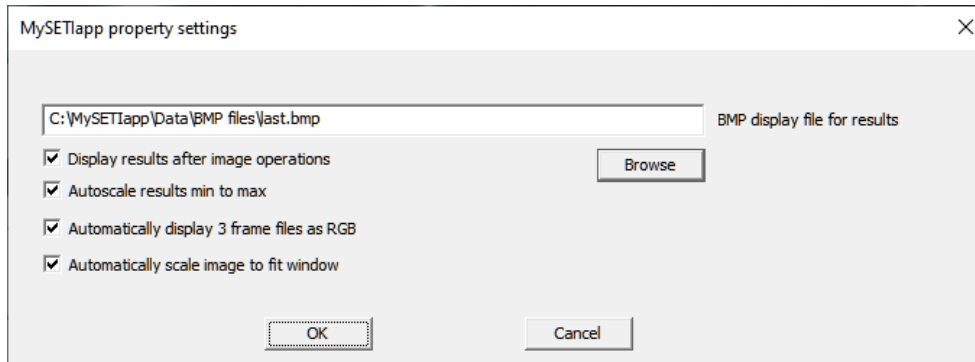 MySETIapp property settings
C:\MySETIapp\Data\BMP files\last.bmp
BMP display file for results
Display results after image operations
Browse
Autoscale results min to max
Automatically display 3 frame files as RGB
Automatically scale image to fit window
OK
Cancel